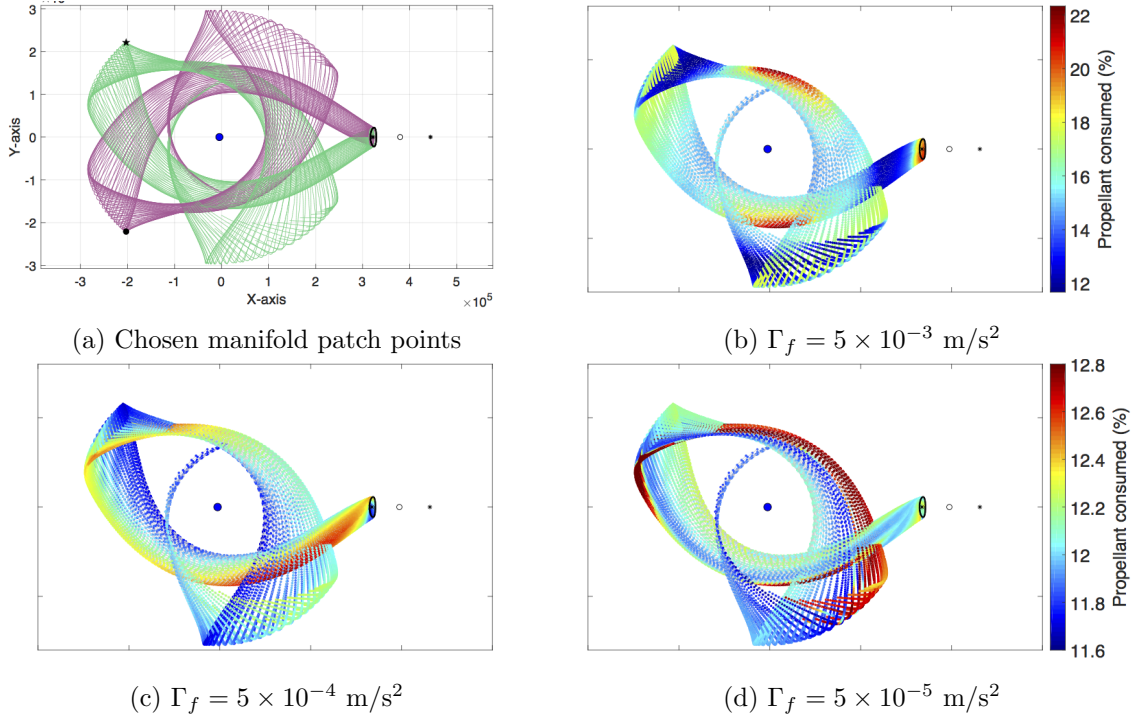 3
2
1
0
-1
-2
-3
Y-axis
-4 -3 -2 -1 0 1 2 3 4 5
X-axis
×10⁵
(a) Chosen manifold patch points
22
20
18
16
14
12
Propellant consumed (%)
(b) Γ_f = 5 × 10⁻³ m/s²
(c) Γ_f = 5 × 10⁻⁴ m/s²
12.8
12.6
12.4
12.2
12
11.8
11.6
Propellant consumed (%)
(d) Γ_f = 5 × 10⁻⁵ m/s²